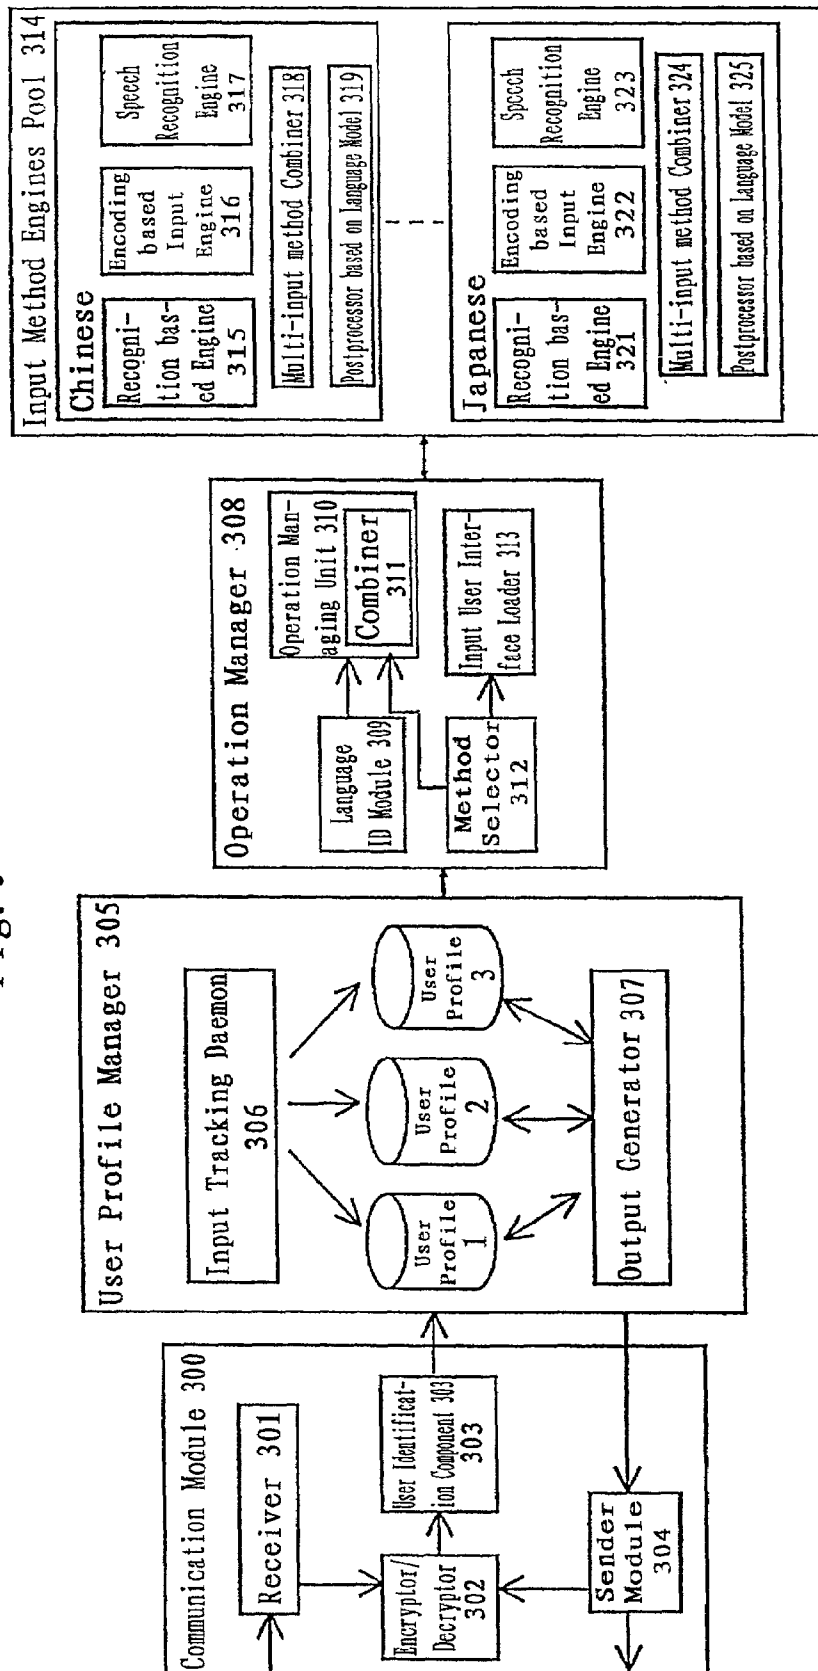 Communication Module 300
Receiver 301
Encryptor/
Decryptor
302
User Identificat-
ion Component 303
303
Sender
Module
304
User Profile Manager 305
Input Tracking Daemon
306
User
Profile
1
User
Profile
2
User
Profile
3
Output Generator 307
Operation Manager 308
Language
ID Module 309
Operation Man-
aging Unit 310
Combiner
311
Method
Selector
312
Input User Inter-
face Loader 313
Input Method Engines Pool 314
Chinese
Recogni-
tion bas-
ed Engine
315
Encoding
based
Input
Engine
316
Speech
Recognition
Engine
317
Multi-input method Combiner 318
Postprocessor based on Language Model 319
Japanese
Recogni-
tion bas-
ed Engine
321
Encoding
based
Input
Engine
322
Speech
Recognition
Engine
323
Multi-input method Combiner 324
Postprocessor based on Language Model 325